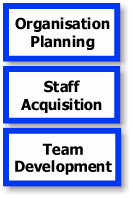 Organisation
Planning
Staff
Acquisition
Team
Development